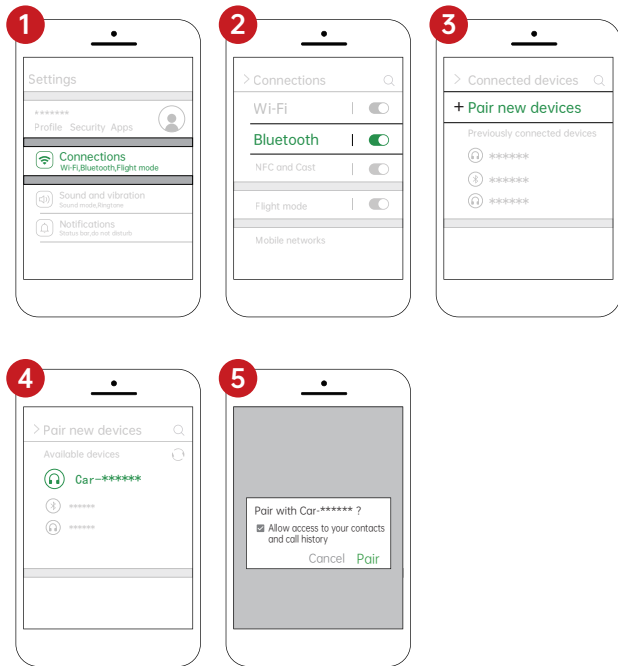 1
Settings
*******
Profile Security Apps
Connections
Wi-Fi,Bluetooth,Flight mode
Sound and vibration
Sound mode,Ringtone
Notifications
Status bar,do not disturb
2
> Connections
Wi-Fi
Bluetooth
NFC and Cast
Flight mode
Mobile networks
3
> Connected devices
+ Pair new devices
Previously connected devices
******
******
******
4
> Pair new devices
Available devices
Car-******
******
******
5
Pair with Car-****** ?
Allow access to your contacts
and call history
Cancel Pair